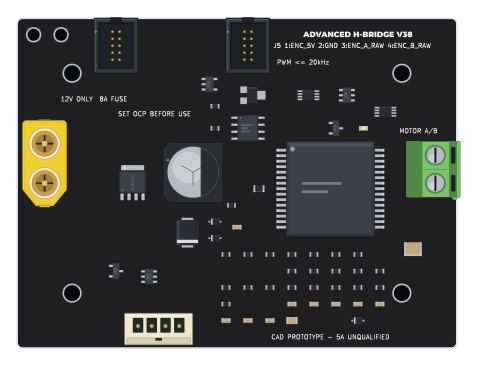 ADVANCED H-BRIDGE V38
J5 1:ENC_5V 2:GND 3:ENC_A_RAW 4:ENC_B_RAW
PWM <= 20kHz
12V ONLY 8A FUSE
SET OCP BEFORE USE
MOTOR A/B
CAD PROTOTYPE - 5A UNQUALIFIED